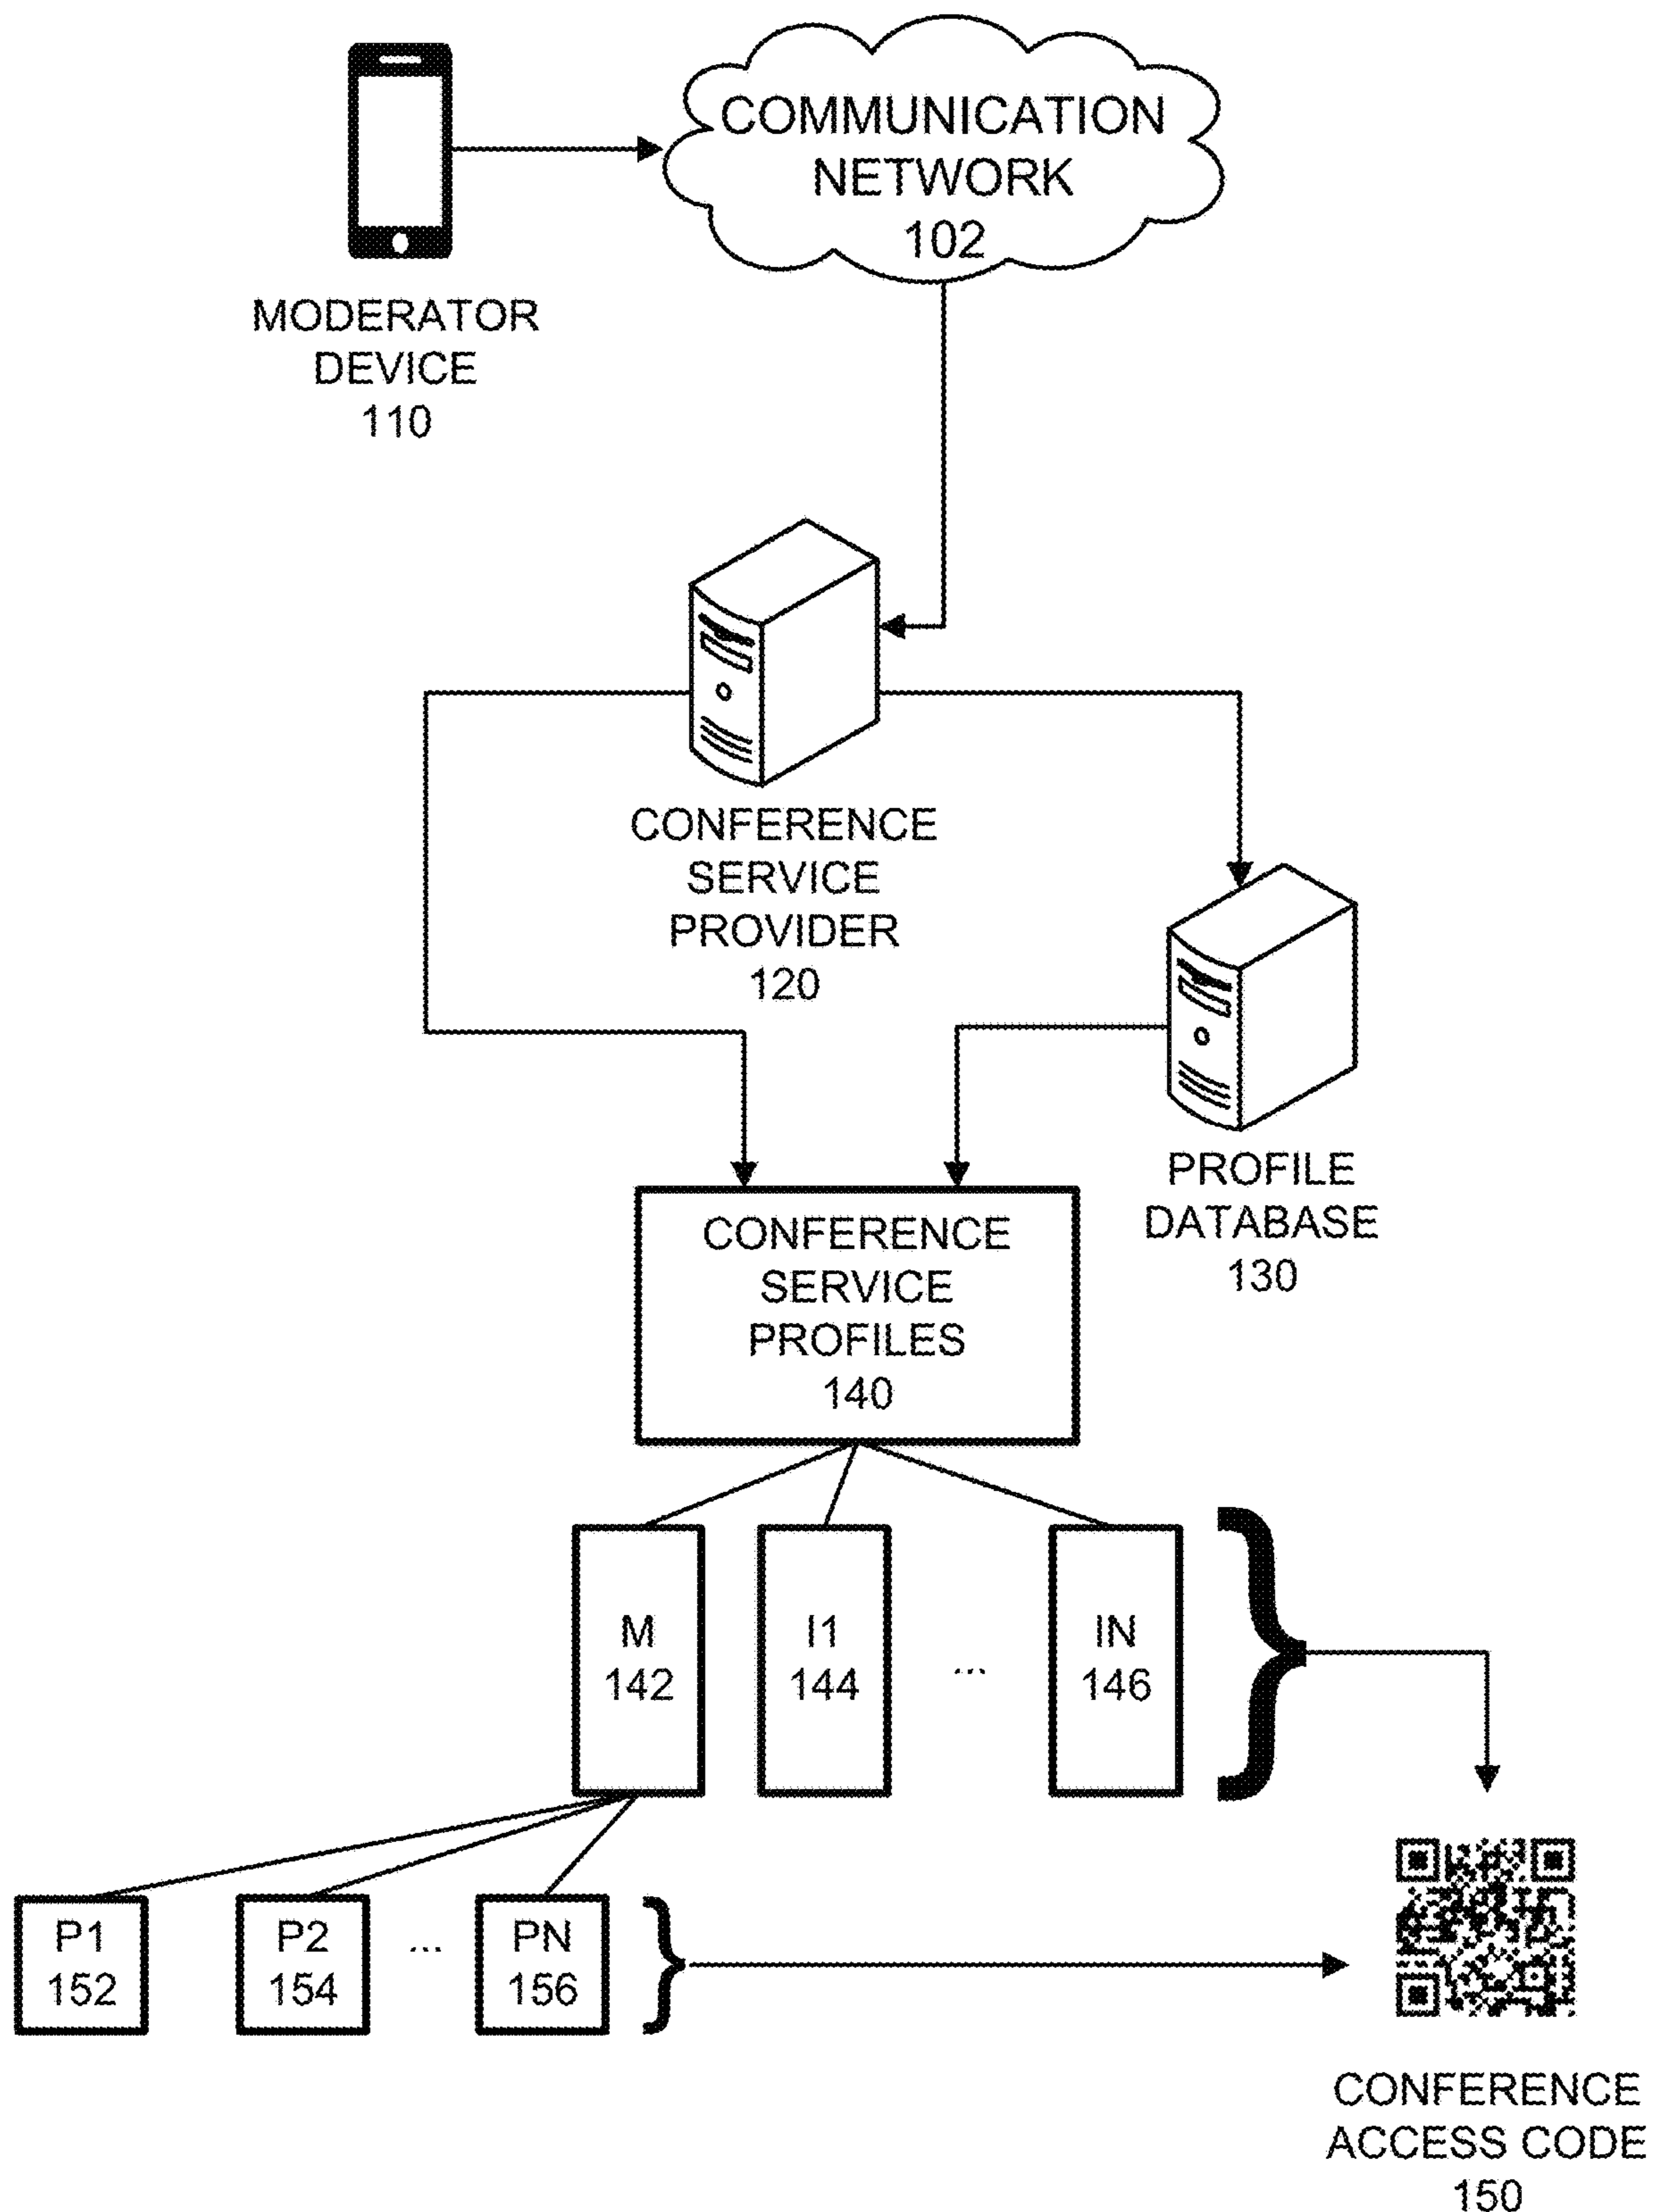 COMMUNICATION
NETWORK
102
MODERATOR
DEVICE
110
CONFERENCE
SERVICE
PROVIDER
120
PROFILE
DATABASE
130
CONFERENCE
SERVICE
PROFILES
140
M
142
I1
144
...
IN
146
P1
152
P2
154
...
PN
156
CONFERENCE
ACCESS CODE
150